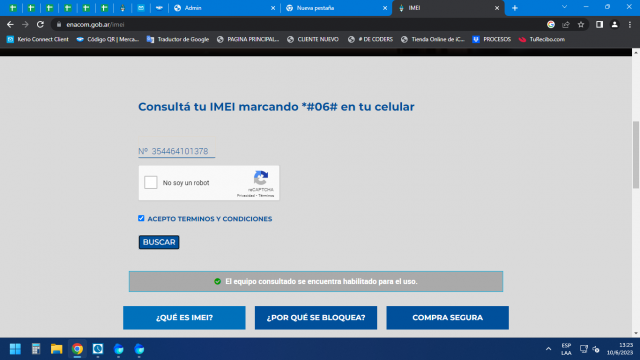 Admin
Nueva pestaña
IMEI
enacom.gob.ar/imei
Kerio Connect Client
Código QR | Merca...
Traductor de Google
PAGINA PRINCIPAL...
CLIENTE NUEVO
# DE CODERS
Tienda Online de iC...
PROCESOS
TuRecibo.com
Consultá tu IMEI marcando *#06# en tu celular
Nº 354464101378
No soy un robot
reCAPTCHA
Privacidad - Términos
ACEPTO TERMINOS Y CONDICIONES
BUSCAR
El equipo consultado se encuentra habilitado para el uso.
¿QUÉ ES IMEI?
¿POR QUÉ SE BLOQUEA?
COMPRA SEGURA
ESP
LAA
13:23
10/6/2023